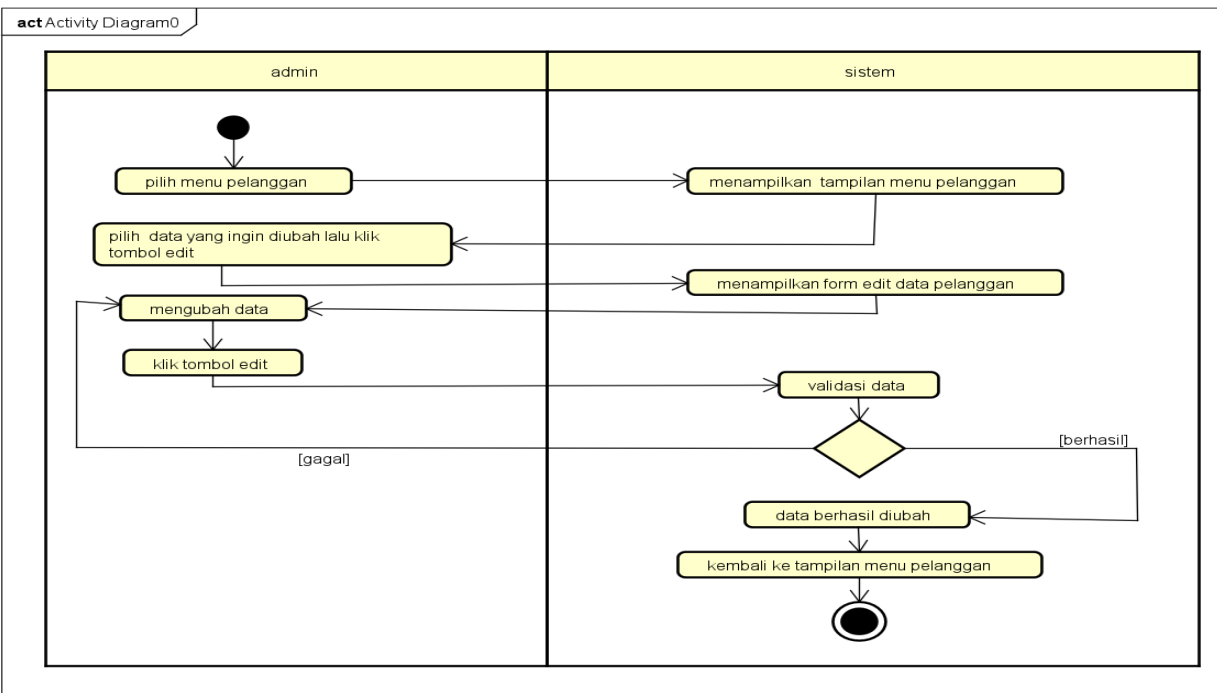 act Activity Diagram0
admin
sistem
pilih menu pelanggan
menampilkan tampilan menu pelanggan
pilih data yang ingin diubah lalu klik
tombol edit
menampilkan form edit data pelanggan
mengubah data
klik tombol edit
validasi data
[berhasil]
[gagal]
data berhasil diubah
kembali ke tampilan menu pelanggan